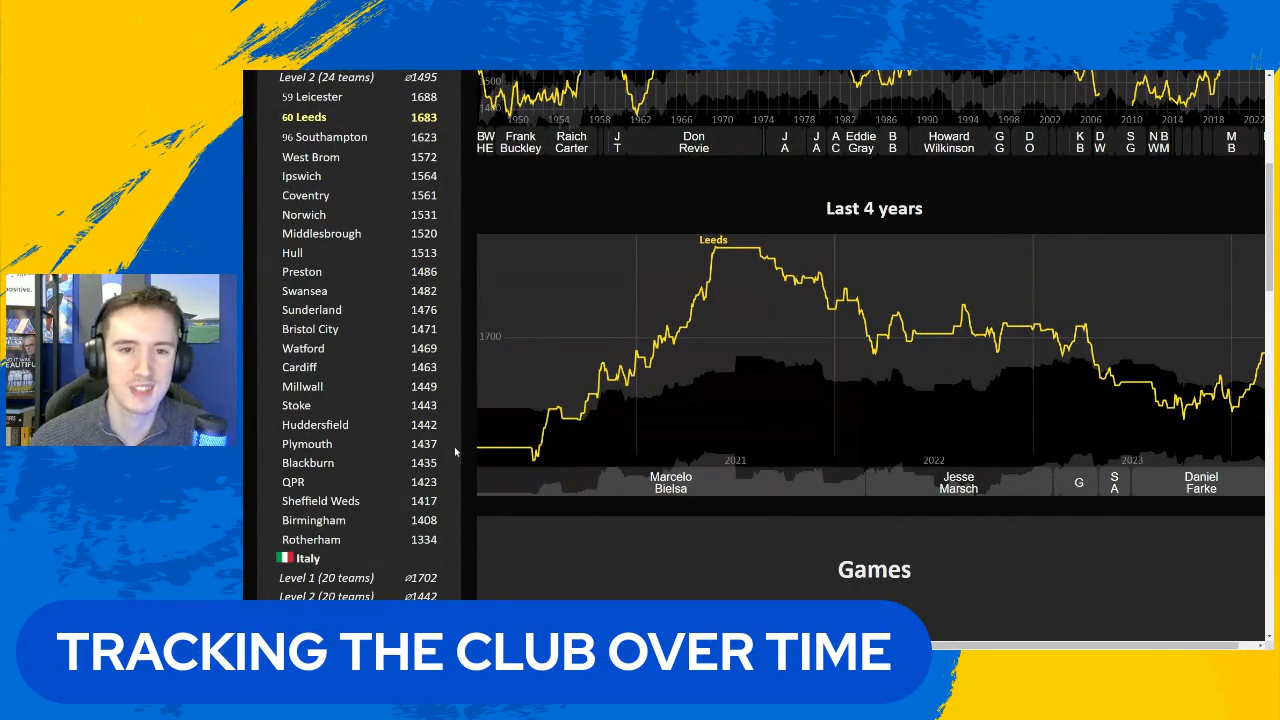 Level 2 (24 teams) ⌀1495
59 Leicester 1688
60 Leeds 1683
96 Southampton 1623
West Brom 1572
Ipswich 1564
Coventry 1561
Norwich 1531
Middlesbrough 1520
Hull 1513
Preston 1486
Swansea 1482
Sunderland 1476
Bristol City 1471
Watford 1469
Cardiff 1463
Millwall 1449
Stoke 1443
Huddersfield 1442
Plymouth 1437
Blackburn 1435
QPR 1423
Sheffield Weds 1417
Birmingham 1408
Rotherham 1334
Italy
Level 1 (20 teams) ⌀1702
Level 2 (20 teams) ⌀1442
1500
1950 1954 1958 1962 1966 1970 1974 1978 1982 1986 1990 1994 1998 2002 2006 2010 2014 2018 2022
BW Frank Raich J Don J J A Eddie B Howard G D K D S N B M
HE Buckley Carter T Revie A A C Gray B Wilkinson G O B W G WM B
Last 4 years
Leeds
1700
2021 2022 2023
Marcelo Jesse G S Daniel
Bielsa Marsch A Farke
Games
TRACKING THE CLUB OVER TIME